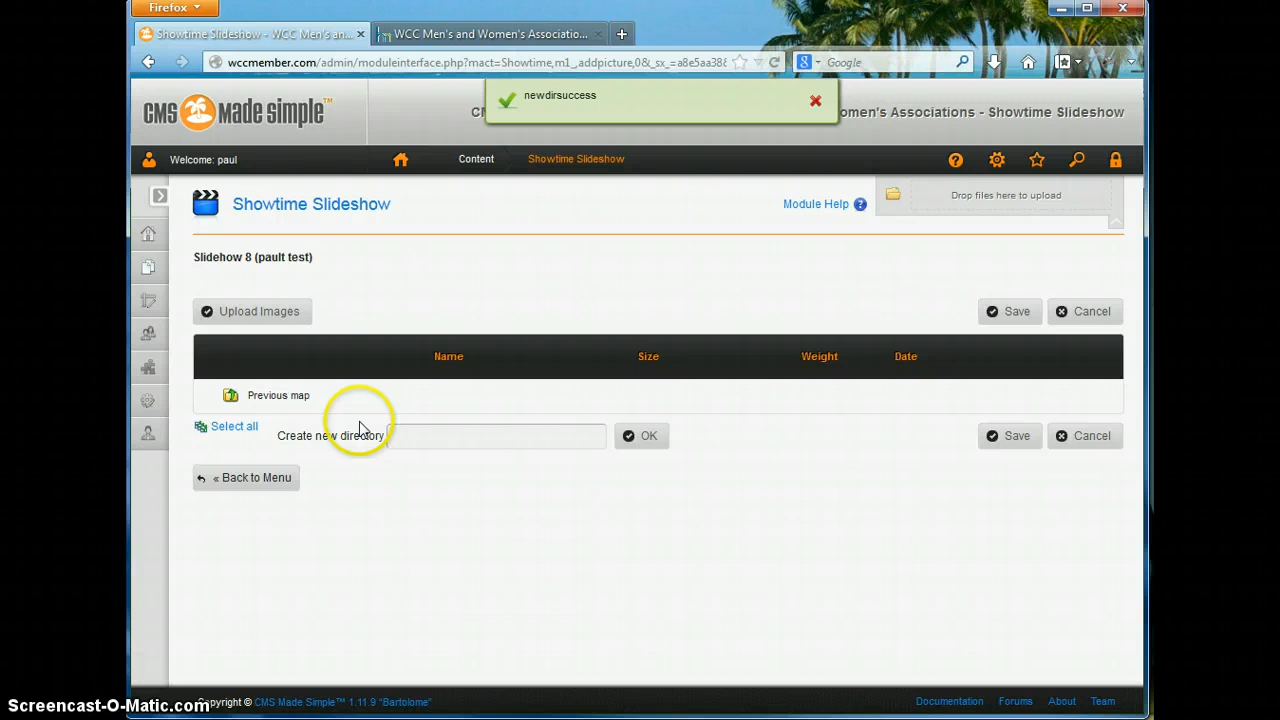 Firefox
Showtime Slideshow - WCC Men's an...
WCC Men's and Women's Associatio...
wccmember.com/admin/moduleinterface.php?mact=Showtime,m1_,addpicture,0&_sx_=a8e5aa38
Google
newdirsuccess
CMS MADE SIMPLE™
omen's Associations - Showtime Slideshow
Welcome: paul
Content
Showtime Slideshow
Showtime Slideshow
Module Help
Drop files here to upload
Slidehow 8 (pault test)
Upload Images
Save
Cancel
Name
Size
Weight
Date
Previous map
Select all
Create new directory
OK
Save
Cancel
« Back to Menu
Copyright © CMS Made Simple™ 1.11.9 "Bartolome"
Documentation
Forums
About
Team
Screencast-O-Matic.com